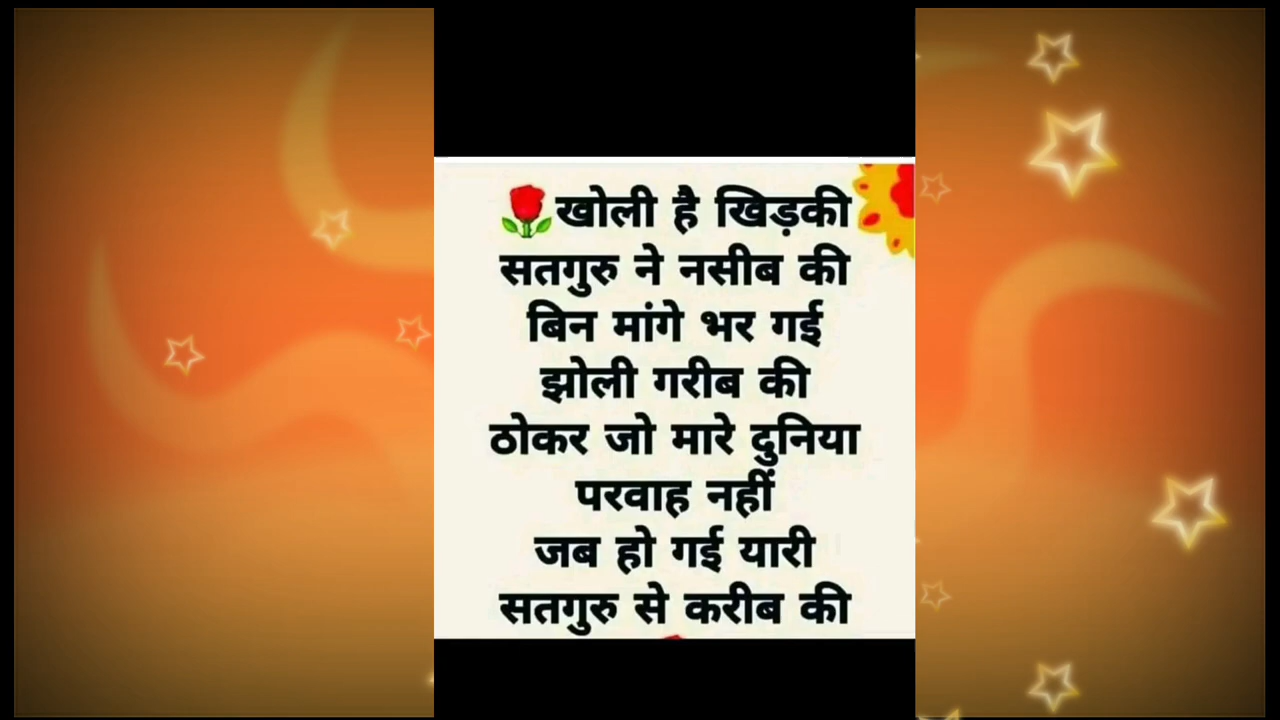 🌹खोली है खिड़की
सतगुरु ने नसीब की
बिन मांगे भर गई
झोली गरीब की
ठोकर जो मारे दुनिया
परवाह नहीं
जब हो गई यारी
सतगुरु से करीब की